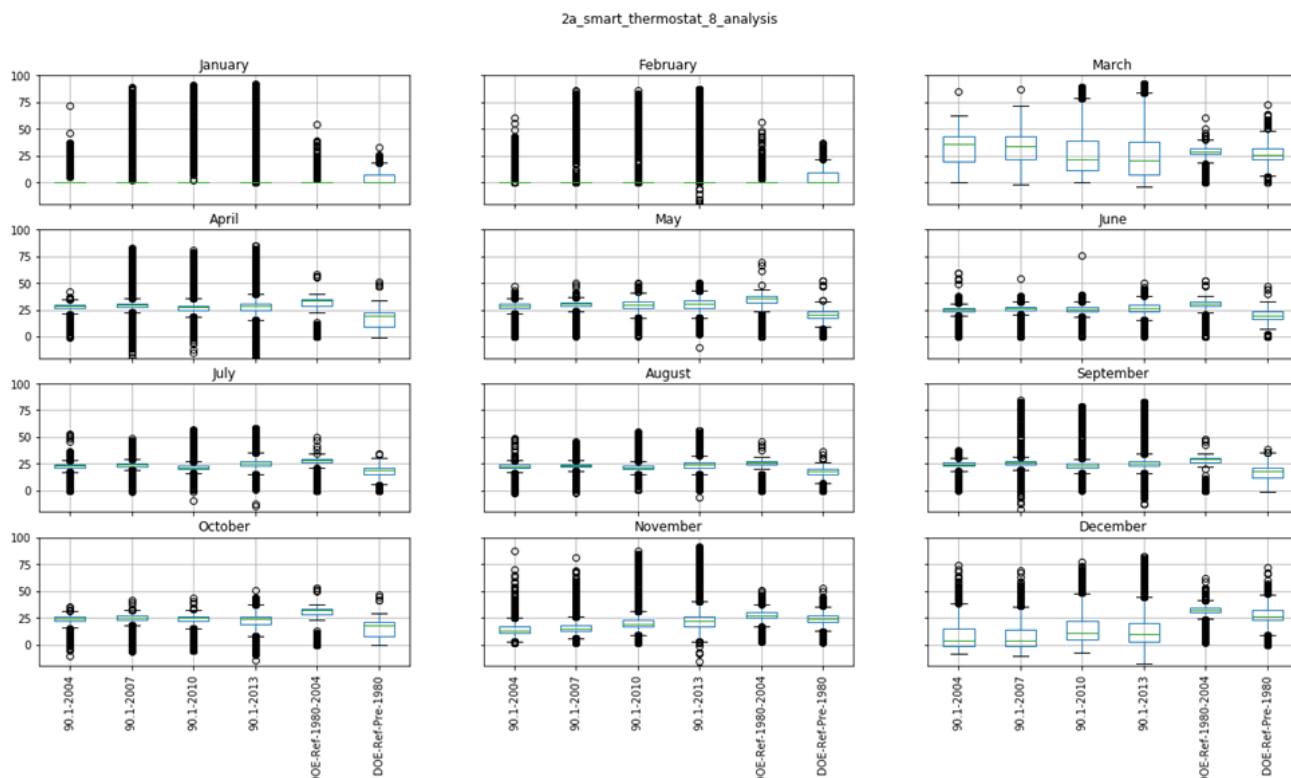 2a_smart_thermostat_8_analysis
January
February
March
100
75
50
25
0
April
May
June
100
75
50
25
0
July
August
September
100
75
50
25
0
October
November
December
100
75
50
25
0
90.1-2004
90.1-2007
90.1-2010
90.1-2013
DOE-Ref-1980-2004
DOE-Ref-Pre-1980
90.1-2004
90.1-2007
90.1-2010
90.1-2013
DOE-Ref-1980-2004
DOE-Ref-Pre-1980
90.1-2004
90.1-2007
90.1-2010
90.1-2013
DOE-Ref-1980-2004
DOE-Ref-Pre-1980